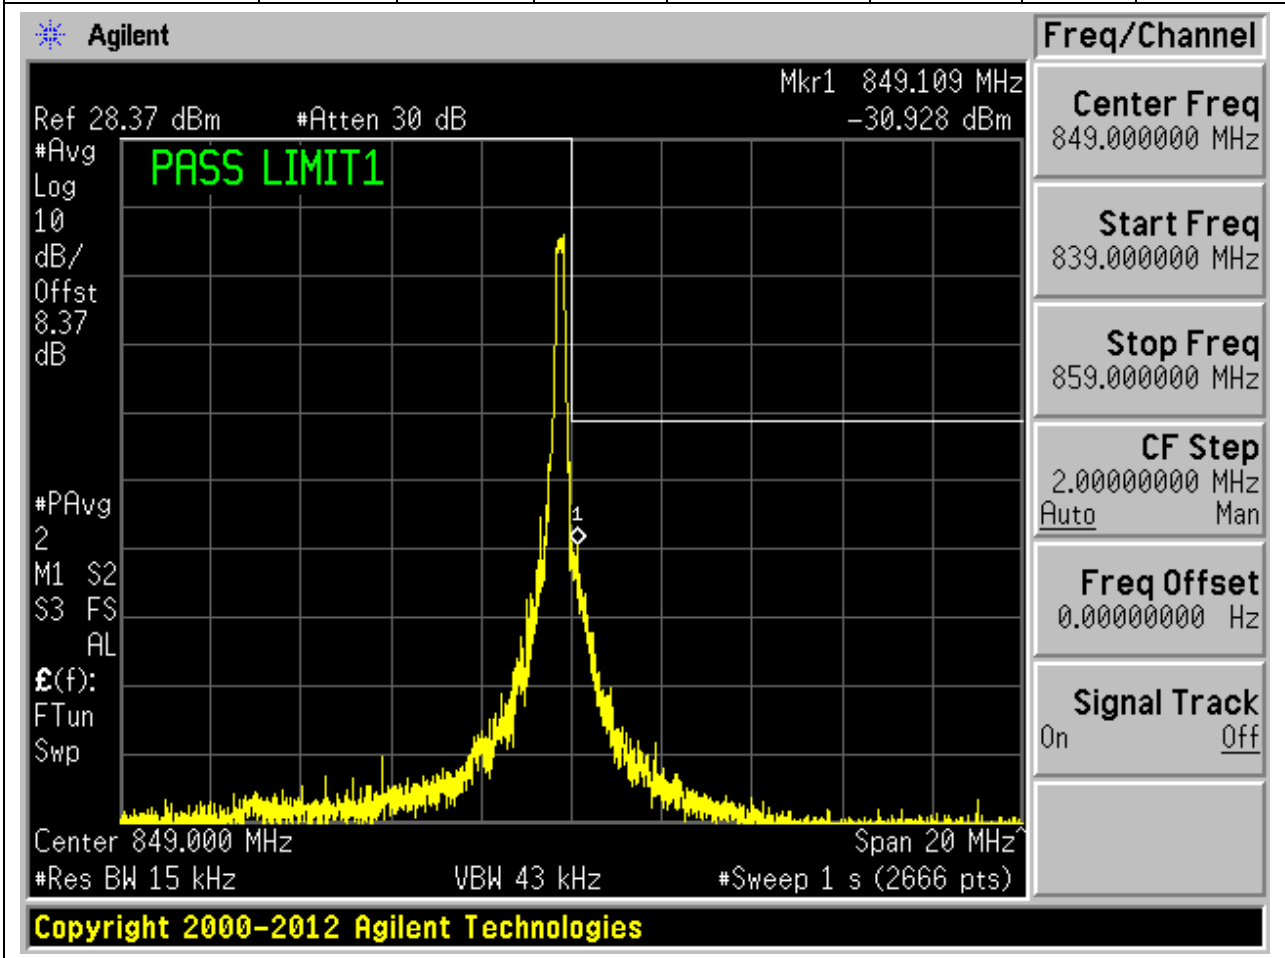 Agilent
Freq/Channel
Mkr1 849.109 MHz
Ref 28.37 dBm #Atten 30 dB -30.928 dBm
#Avg
Log
10
dB/
Offst
8.37
dB
PASS LIMIT1
1
#PAvg
2
M1 S2
S3 FS
AL
£(f):
FTun
Swp
Center 849.000 MHz Span 20 MHz^
#Res BW 15 kHz VBW 43 kHz #Sweep 1 s (2666 pts)
Copyright 2000-2012 Agilent Technologies
Center Freq
849.000000 MHz
Start Freq
839.000000 MHz
Stop Freq
859.000000 MHz
CF Step
2.00000000 MHz
Auto Man
Freq Offset
0.00000000 Hz
Signal Track
On Off